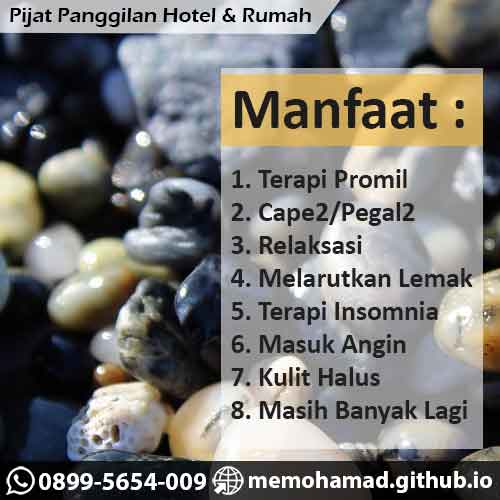 Pijat Panggilan Hotel & Rumah
Manfaat :
1. Terapi Promil
2. Cape2/Pegal2
3. Relaksasi
4. Melarutkan Lemak
5. Terapi Insomnia
6. Masuk Angin
7. Kulit Halus
8. Masih Banyak Lagi
0899-5654-009 memohamad.github.io